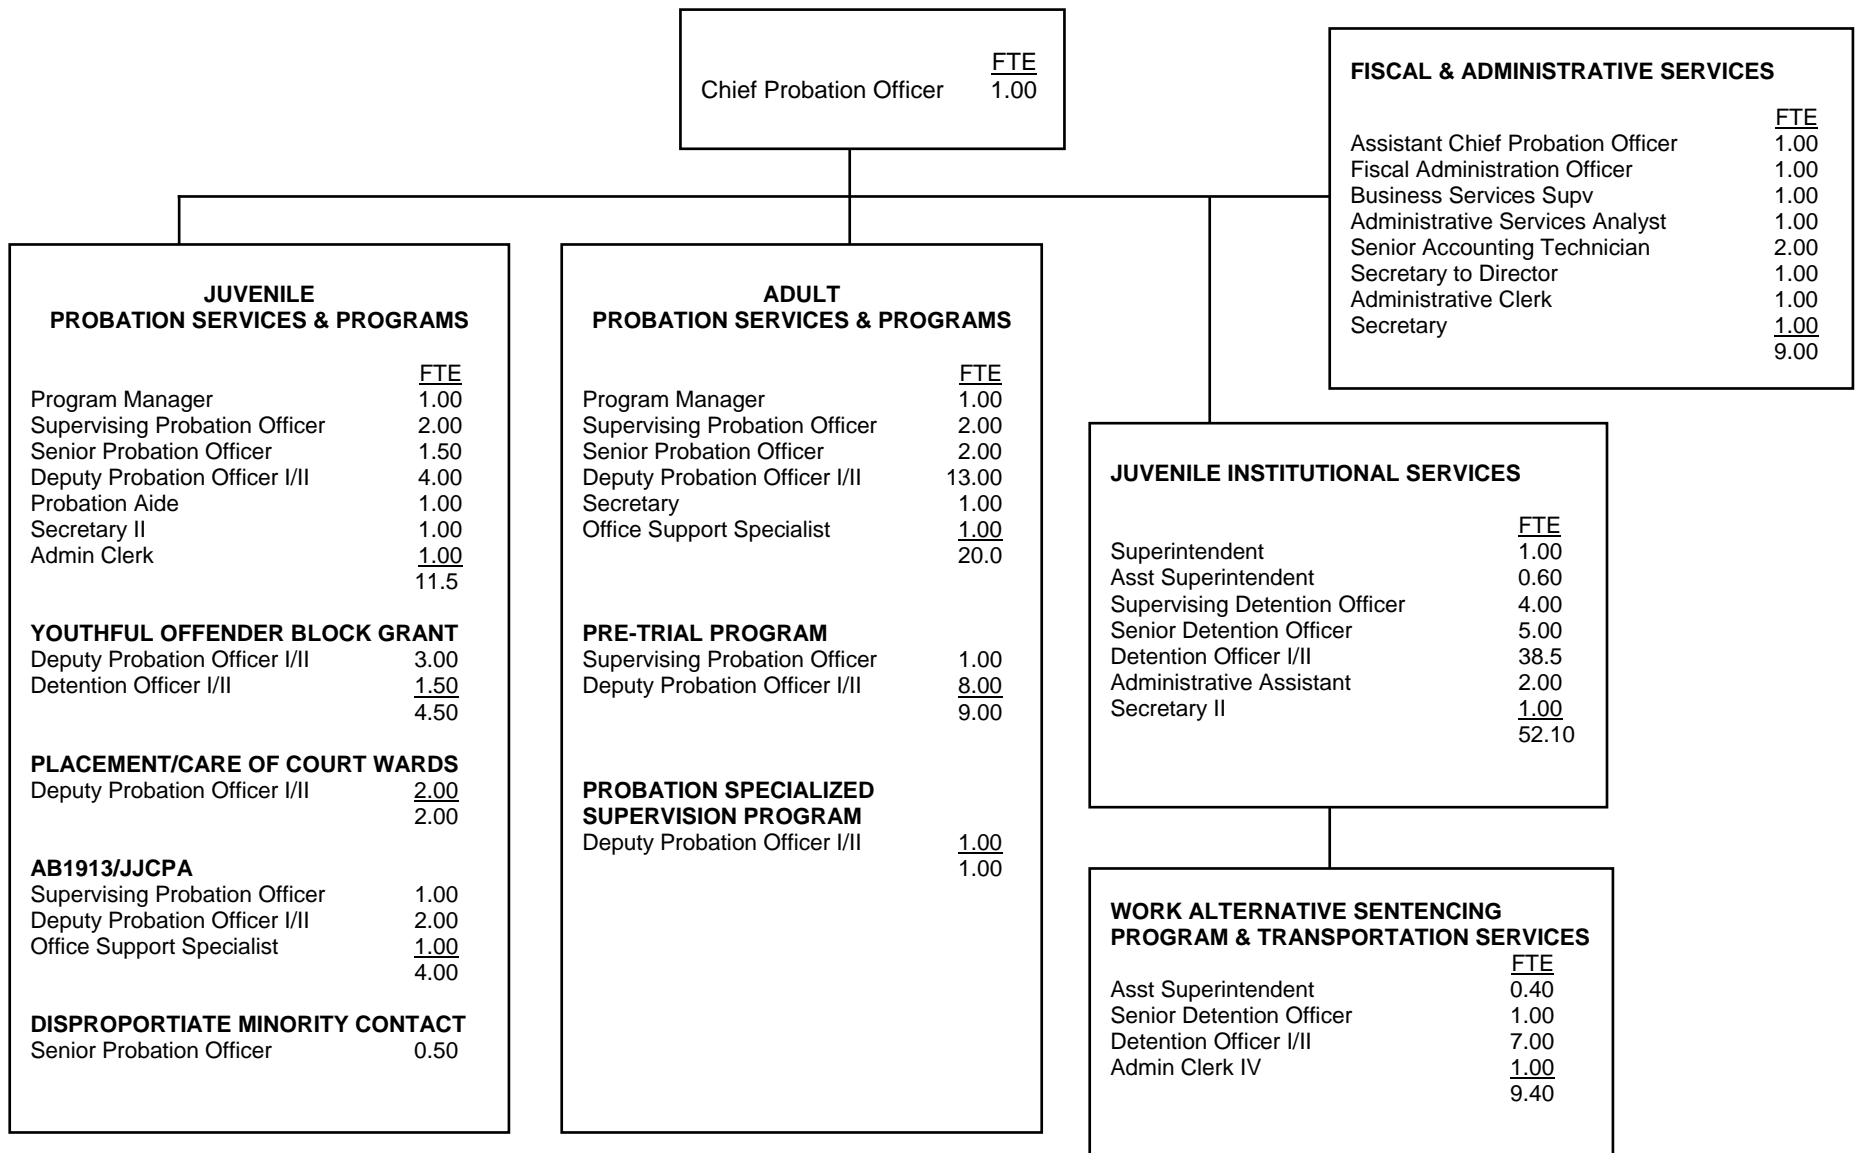 FTE
Chief Probation Officer 1.00
FISCAL & ADMINISTRATIVE SERVICES
FTE
Assistant Chief Probation Officer 1.00
Fiscal Administration Officer 1.00
Business Services Supv 1.00
Administrative Services Analyst 1.00
Senior Accounting Technician 2.00
Secretary to Director 1.00
Administrative Clerk 1.00
Secretary 1.00
9.00
JUVENILE
PROBATION SERVICES & PROGRAMS
FTE
Program Manager 1.00
Supervising Probation Officer 2.00
Senior Probation Officer 1.50
Deputy Probation Officer I/II 4.00
Probation Aide 1.00
Secretary II 1.00
Admin Clerk 1.00
11.5
YOUTHFUL OFFENDER BLOCK GRANT
Deputy Probation Officer I/II 3.00
Detention Officer I/II 1.50
4.50
PLACEMENT/CARE OF COURT WARDS
Deputy Probation Officer I/II 2.00
2.00
AB1913/JJCPA
Supervising Probation Officer 1.00
Deputy Probation Officer I/II 2.00
Office Support Specialist 1.00
4.00
DISPROPORTIATE MINORITY CONTACT
Senior Probation Officer 0.50
ADULT
PROBATION SERVICES & PROGRAMS
FTE
Program Manager 1.00
Supervising Probation Officer 2.00
Senior Probation Officer 2.00
Deputy Probation Officer I/II 13.00
Secretary 1.00
Office Support Specialist 1.00
20.0
PRE-TRIAL PROGRAM
Supervising Probation Officer 1.00
Deputy Probation Officer I/II 8.00
9.00
PROBATION SPECIALIZED
SUPERVISION PROGRAM
Deputy Probation Officer I/II 1.00
1.00
JUVENILE INSTITUTIONAL SERVICES
FTE
Superintendent 1.00
Asst Superintendent 0.60
Supervising Detention Officer 4.00
Senior Detention Officer 5.00
Detention Officer I/II 38.5
Administrative Assistant 2.00
Secretary II 1.00
52.10
WORK ALTERNATIVE SENTENCING
PROGRAM & TRANSPORTATION SERVICES
FTE
Asst Superintendent 0.40
Senior Detention Officer 1.00
Detention Officer I/II 7.00
Admin Clerk IV 1.00
9.40